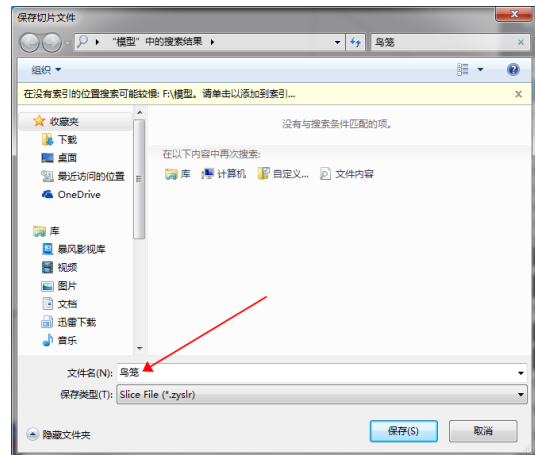 保存切片文件
"模型" 中的搜索结果
鸟笼
组织
在没有索引的位置搜索可能较慢: F:\模型。请单击以添加到索引...
收藏夹
下载
桌面
最近访问的位置
OneDrive
库
暴风影视库
视频
图片
文档
迅雷下载
音乐
没有与搜索条件匹配的项。
在以下内容中再次搜索:
库 计算机 自定义... 文件内容
文件名(N): 鸟笼
保存类型(T): Slice File (*.zyslr)
隐藏文件夹 保存(S) 取消